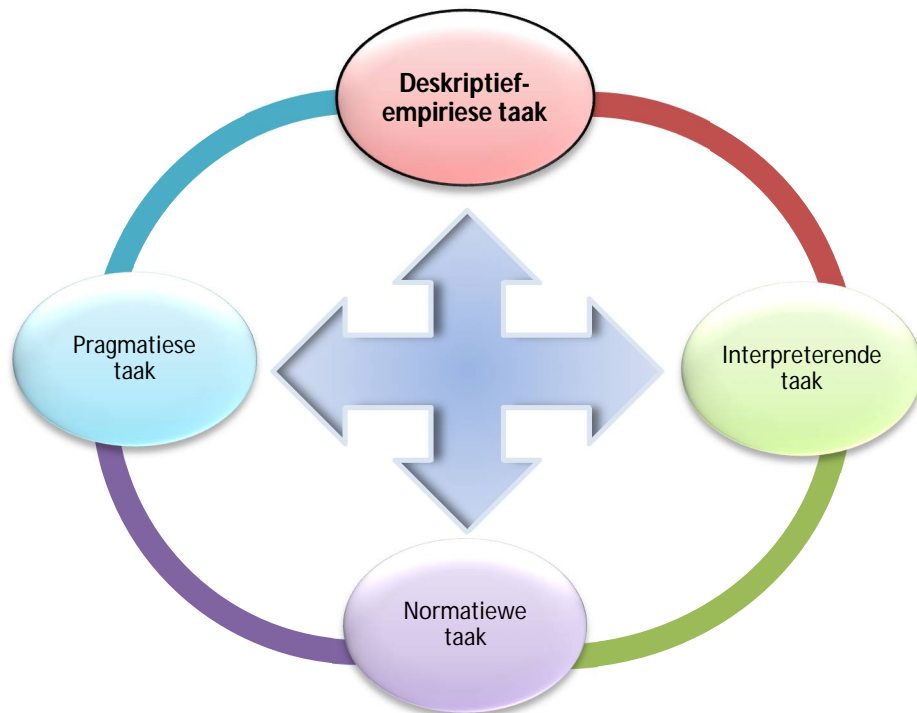 Deskriptief-
empiriese taak
Pragmatiese
taak
Interpreterende
taak
Normatiewe
taak